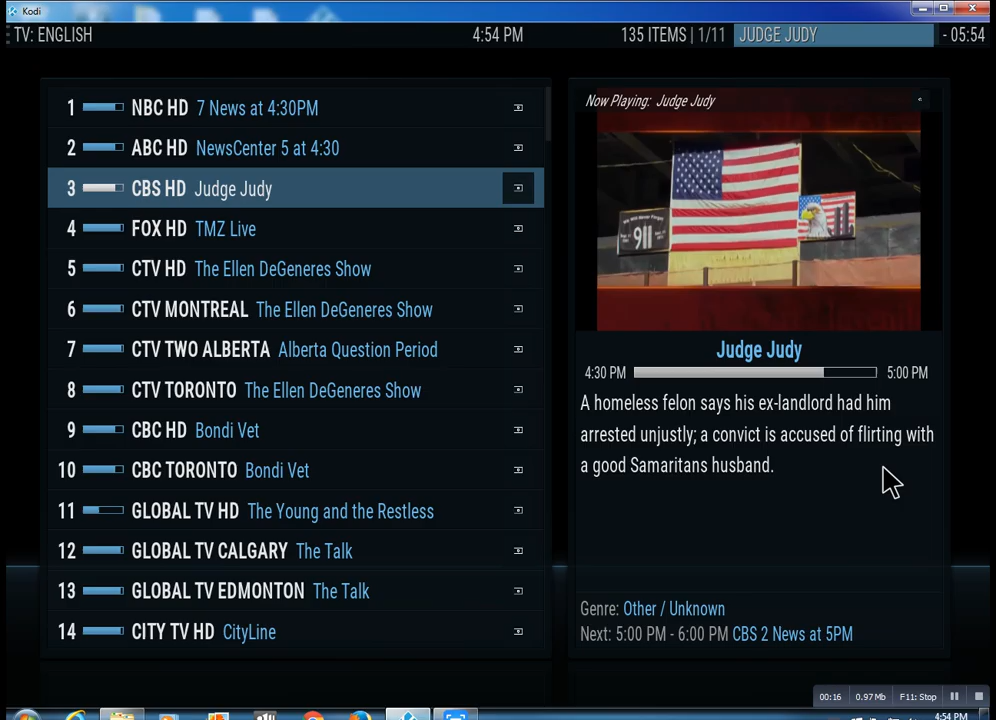 Kodi
TV: ENGLISH
4:54 PM
135 ITEMS | 1/11
JUDGE JUDY
- 05:54
1 NBC HD 7 News at 4:30PM
2 ABC HD NewsCenter 5 at 4:30
3 CBS HD Judge Judy
4 FOX HD TMZ Live
5 CTV HD The Ellen DeGeneres Show
6 CTV MONTREAL The Ellen DeGeneres Show
7 CTV TWO ALBERTA Alberta Question Period
8 CTV TORONTO The Ellen DeGeneres Show
9 CBC HD Bondi Vet
10 CBC TORONTO Bondi Vet
11 GLOBAL TV HD The Young and the Restless
12 GLOBAL TV CALGARY The Talk
13 GLOBAL TV EDMONTON The Talk
14 CITY TV HD CityLine
Now Playing: Judge Judy
911
Judge Judy
4:30 PM
5:00 PM
A homeless felon says his ex-landlord had him
arrested unjustly; a convict is accused of flirting with
a good Samaritans husband.
Genre: Other / Unknown
Next: 5:00 PM - 6:00 PM CBS 2 News at 5PM
00:16
0.97 Mb
F11: Stop
4:54 PM